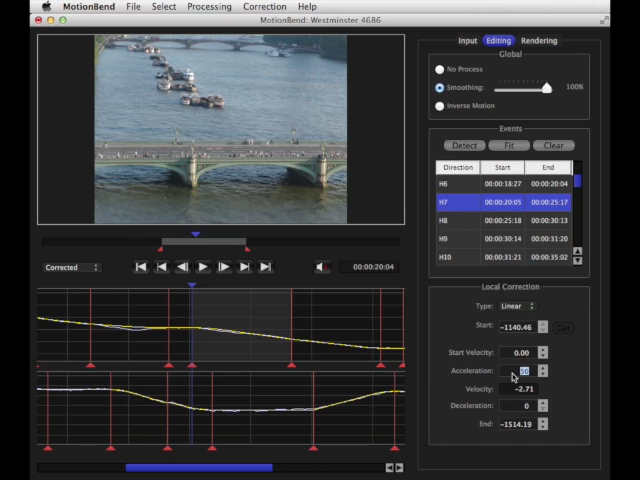 MotionBend File Select Processing Correction Help
MotionBend: Westminster 4686
Input Editing Rendering
Global
No Process
Smoothing: 100%
Inverse Motion
Events
Detect Fit Clear
Direction Start End
H6 00:00:18:27 00:00:20:04
H7 00:00:20:05 00:00:25:17
H8 00:00:25:18 00:00:30:13
H9 00:00:30:14 00:00:31:20
H10 00:00:31:21 00:00:35:02
Corrected 00:00:20:04
Local Correction
Type: Linear
Start: -1140.46
Start Velocity: 0.00
Acceleration: 50
Velocity: -2.71
Deceleration: 0
End: -1514.19